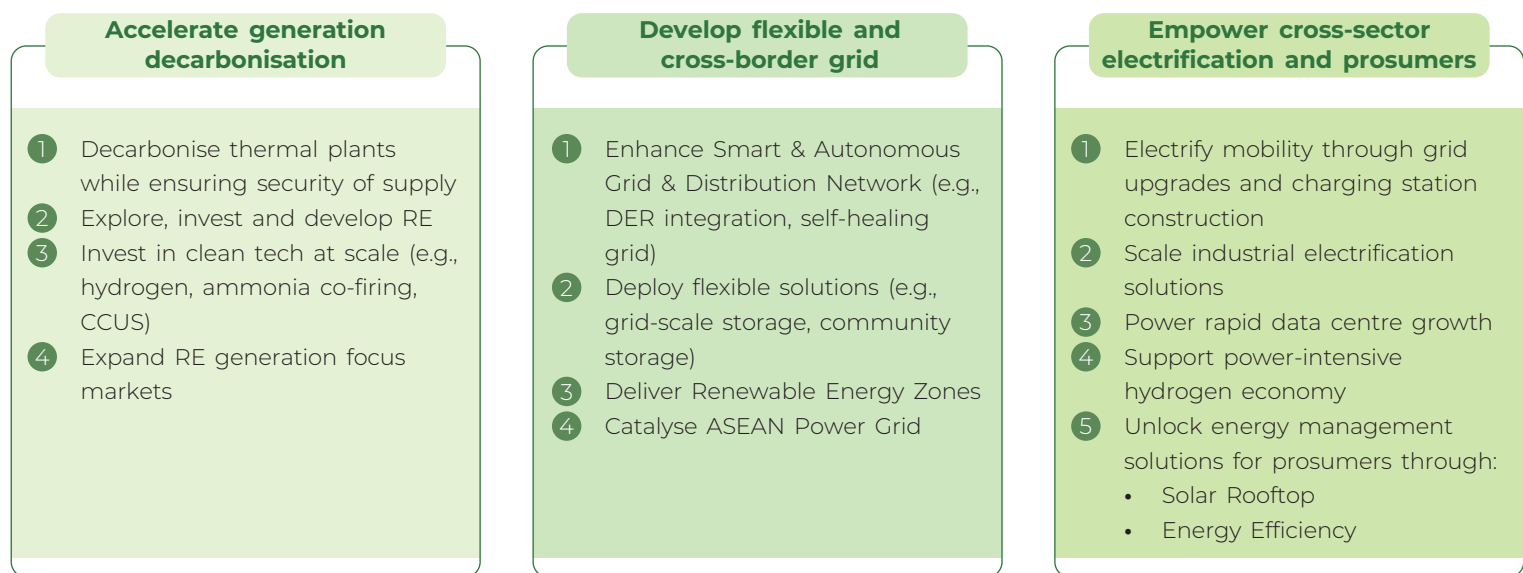 Accelerate generation
decarbonisation
1 Decarbonise thermal plants
while ensuring security of supply
2 Explore, invest and develop RE
3 Invest in clean tech at scale (e.g.,
hydrogen, ammonia co-firing,
CCUS)
4 Expand RE generation focus
markets
Develop flexible and
cross-border grid
1 Enhance Smart & Autonomous
Grid & Distribution Network (e.g.,
DER integration, self-healing
grid)
2 Deploy flexible solutions (e.g.,
grid-scale storage, community
storage)
3 Deliver Renewable Energy Zones
4 Catalyse ASEAN Power Grid
Empower cross-sector
electrification and prosumers
1 Electrify mobility through grid
upgrades and charging station
construction
2 Scale industrial electrification
solutions
3 Power rapid data centre growth
4 Support power-intensive
hydrogen economy
5 Unlock energy management
solutions for prosumers through:
• Solar Rooftop
• Energy Efficiency